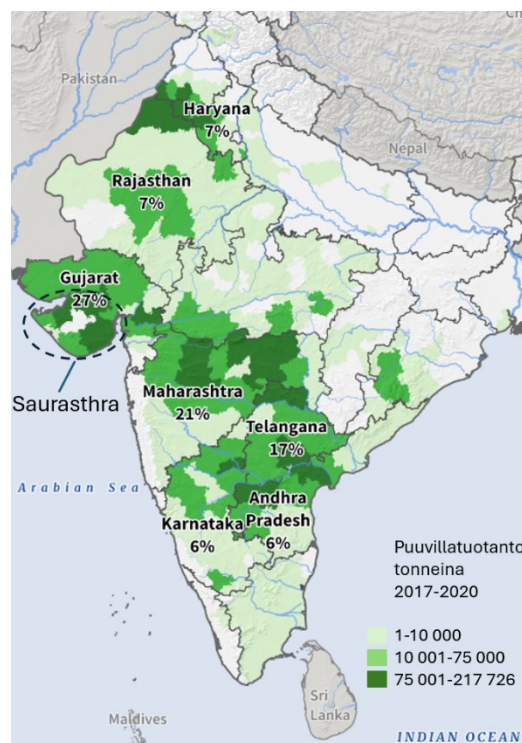 Ch
Pakistan
Haryana
7%
Nepal
Rajasthan
7%
Gujarat
27%
Saurasthra
Maharashtra
21%
Telangana
17%
Arabian Sea
Andhra
Pradesh
6%
Karnataka
6%
Puuvillatuotanto
tonneina
2017-2020
1-10 000
10 001-75 000
75 001-217 726
Sri
Lanka
Maldives
INDIAN OCEAN